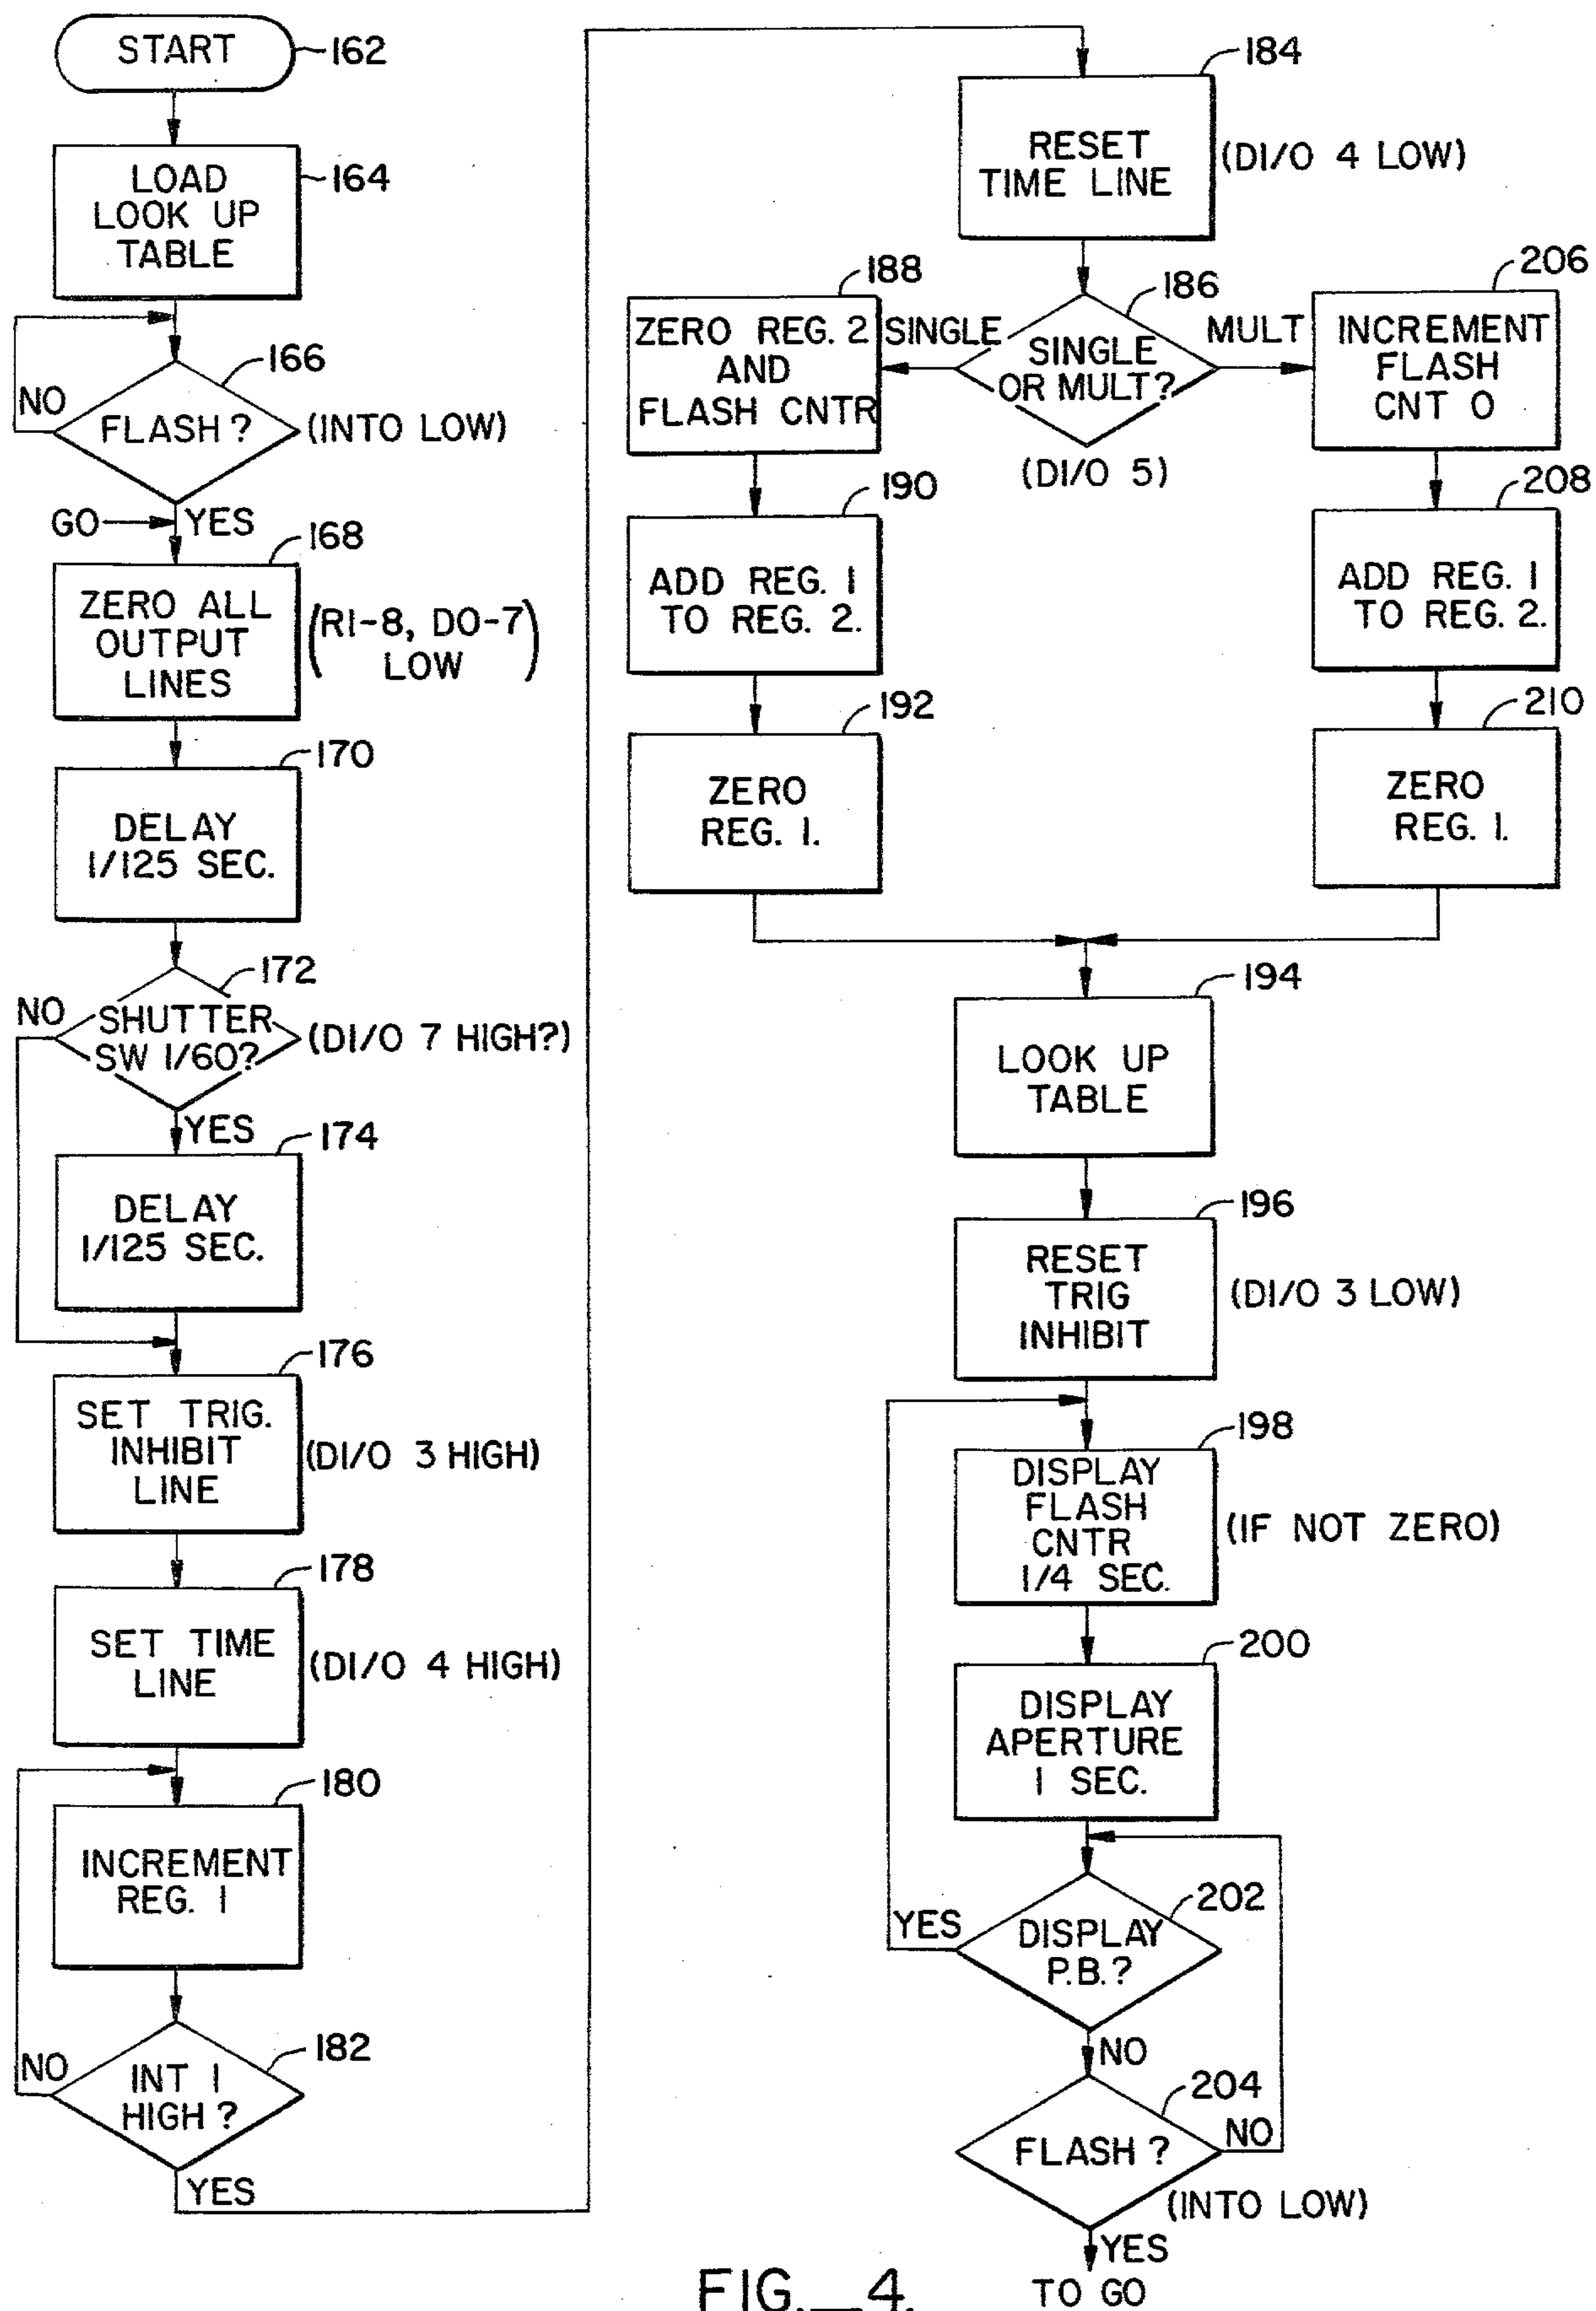 START
162
LOAD
LOOK UP
TABLE
164
166
NO
FLASH ?
(INTO LOW)
GO
YES
168
ZERO ALL
OUTPUT
LINES
(R1-8, DO-7)
LOW
170
DELAY
1/125 SEC.
172
NO
SHUTTER
SW 1/60?
(DI/O 7 HIGH?)
YES
174
DELAY
1/125 SEC.
176
SET TRIG.
INHIBIT
LINE
(DI/O 3 HIGH)
178
SET TIME
LINE
(DI/O 4 HIGH)
180
INCREMENT
REG. 1
182
NO
INT 1
HIGH ?
YES
184
RESET
TIME LINE
(DI/O 4 LOW)
186
SINGLE
OR MULT?
(DI/O 5)
SINGLE
MULT
188
ZERO REG. 2
AND
FLASH CNTR
190
ADD REG. 1
TO REG. 2.
192
ZERO
REG. 1.
206
INCREMENT
FLASH
CNT O
208
ADD REG. 1
TO REG. 2.
210
ZERO
REG. 1.
194
LOOK UP
TABLE
196
RESET
TRIG
INHIBIT
(DI/O 3 LOW)
198
DISPLAY
FLASH
CNTR
1/4 SEC.
(IF NOT ZERO)
200
DISPLAY
APERTURE
1 SEC.
202
YES
DISPLAY
P.B.?
NO
204
FLASH ?
NO
(INTO LOW)
YES
TO GO
FIG.__4.